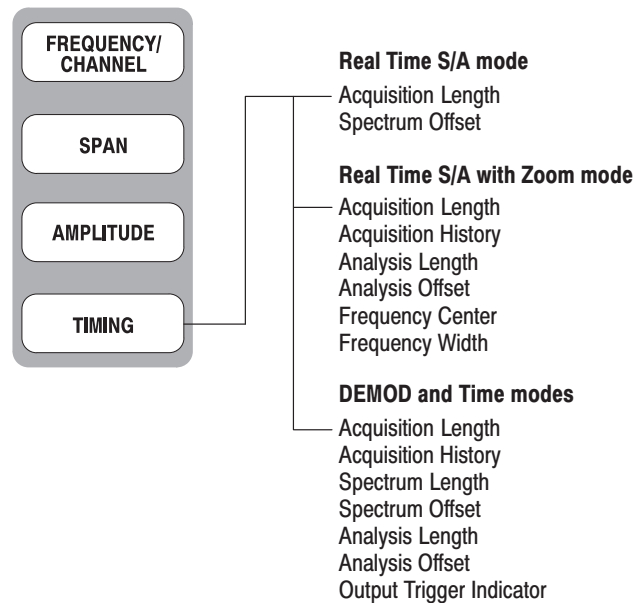 FREQUENCY/
CHANNEL
SPAN
AMPLITUDE
TIMING
Real Time S/A mode
Acquisition Length
Spectrum Offset
Real Time S/A with Zoom mode
Acquisition Length
Acquisition History
Analysis Length
Analysis Offset
Frequency Center
Frequency Width
DEMOD and Time modes
Acquisition Length
Acquisition History
Spectrum Length
Spectrum Offset
Analysis Length
Analysis Offset
Output Trigger Indicator